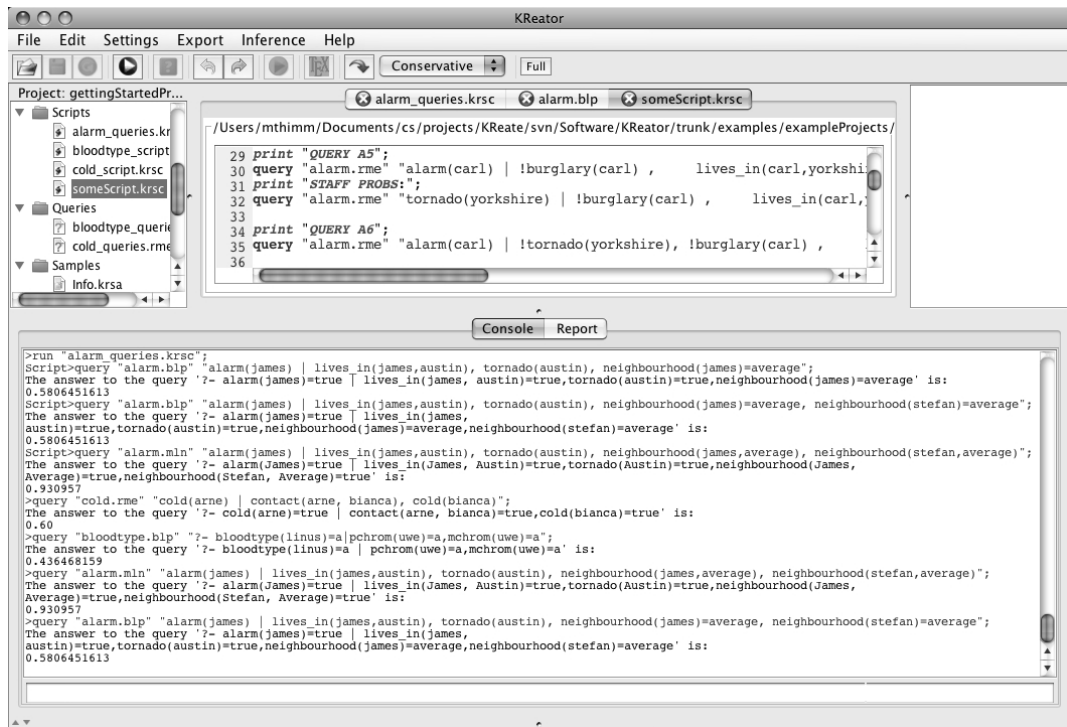 KReator
File Edit Settings Export Inference Help
Conservative Full
Project: gettingStartedPr...
Scripts
alarm_queries.kr
bloodtype_script
cold_script.krsc
someScript.krsc
Queries
bloodtype_querie
cold_queries.rme
Samples
Info.krsa
alarm_queries.krsc alarm.blp someScript.krsc
/Users/mthimm/Documents/cs/projects/KReate/svn/Software/KReator/trunk/examples/exampleProjects/
29 print "QUERY A5";
30 query "alarm.rme" "alarm(carl) | !burglary(carl) , lives_in(carl,yorkshi
31 print "STAFF PROBS:";
32 query "alarm.rme" "tornado(yorkshire) | !burglary(carl) , lives_in(carl,
33
34 print "QUERY A6";
35 query "alarm.rme" "alarm(carl) | !tornado(yorkshire), !burglary(carl) ,
36
Console Report
>run "alarm_queries.krsc";
Script>query "alarm.blp" "alarm(james) | lives_in(james,austin), tornado(austin), neighbourhood(james)=average";
The answer to the query '?- alarm(james)=true | lives_in(james, austin)=true,tornado(austin)=true,neighbourhood(james)=average' is:
0.5806451613
Script>query "alarm.blp" "alarm(james) | lives_in(james,austin), tornado(austin), neighbourhood(james)=average, neighbourhood(stefan)=average";
The answer to the query '?- alarm(james)=true | lives_in(james,
austin)=true,tornado(austin)=true,neighbourhood(james)=average,neighbourhood(stefan)=average' is:
0.5806451613
Script>query "alarm.mln" "alarm(james) | lives_in(james,austin), tornado(austin), neighbourhood(james,average), neighbourhood(stefan,average)";
The answer to the query '?- alarm(James)=true | lives_in(James, Austin)=true,tornado(Austin)=true,neighbourhood(James,
Average)=true,neighbourhood(Stefan, Average)=true' is:
0.930957
>query "cold.rme" "cold(arne) | contact(arne, bianca), cold(bianca)";
The answer to the query '?- cold(arne)=true | contact(arne, bianca)=true,cold(bianca)=true' is:
0.60
>query "bloodtype.blp" "?- bloodtype(linus)=a|pchrom(uwe)=a,mchrom(uwe)=a";
The answer to the query '?- bloodtype(linus)=a | pchrom(uwe)=a,mchrom(uwe)=a' is:
0.436468159
>query "alarm.mln" "alarm(james) | lives_in(james,austin), tornado(austin), neighbourhood(james,average), neighbourhood(stefan,average)";
The answer to the query '?- alarm(James)=true | lives_in(James, Austin)=true,tornado(Austin)=true,neighbourhood(James,
Average)=true,neighbourhood(Stefan, Average)=true' is:
0.930957
>query "alarm.blp" "alarm(james) | lives_in(james,austin), tornado(austin), neighbourhood(james)=average, neighbourhood(stefan)=average";
The answer to the query '?- alarm(james)=true | lives_in(james,
austin)=true,tornado(austin)=true,neighbourhood(james)=average,neighbourhood(stefan)=average' is:
0.5806451613